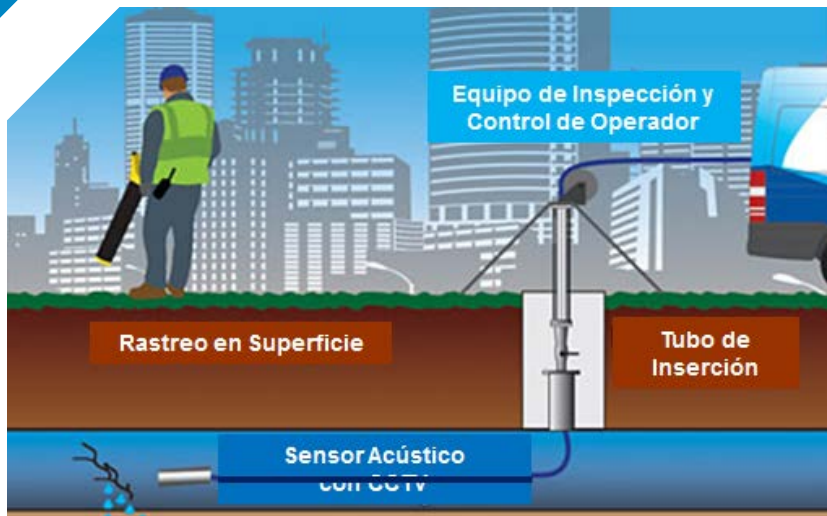 Equipo de Inspección y
Control de Operador
Rastreo en Superficie
Tubo de
Inserción
Sensor Acústico
con CCTV